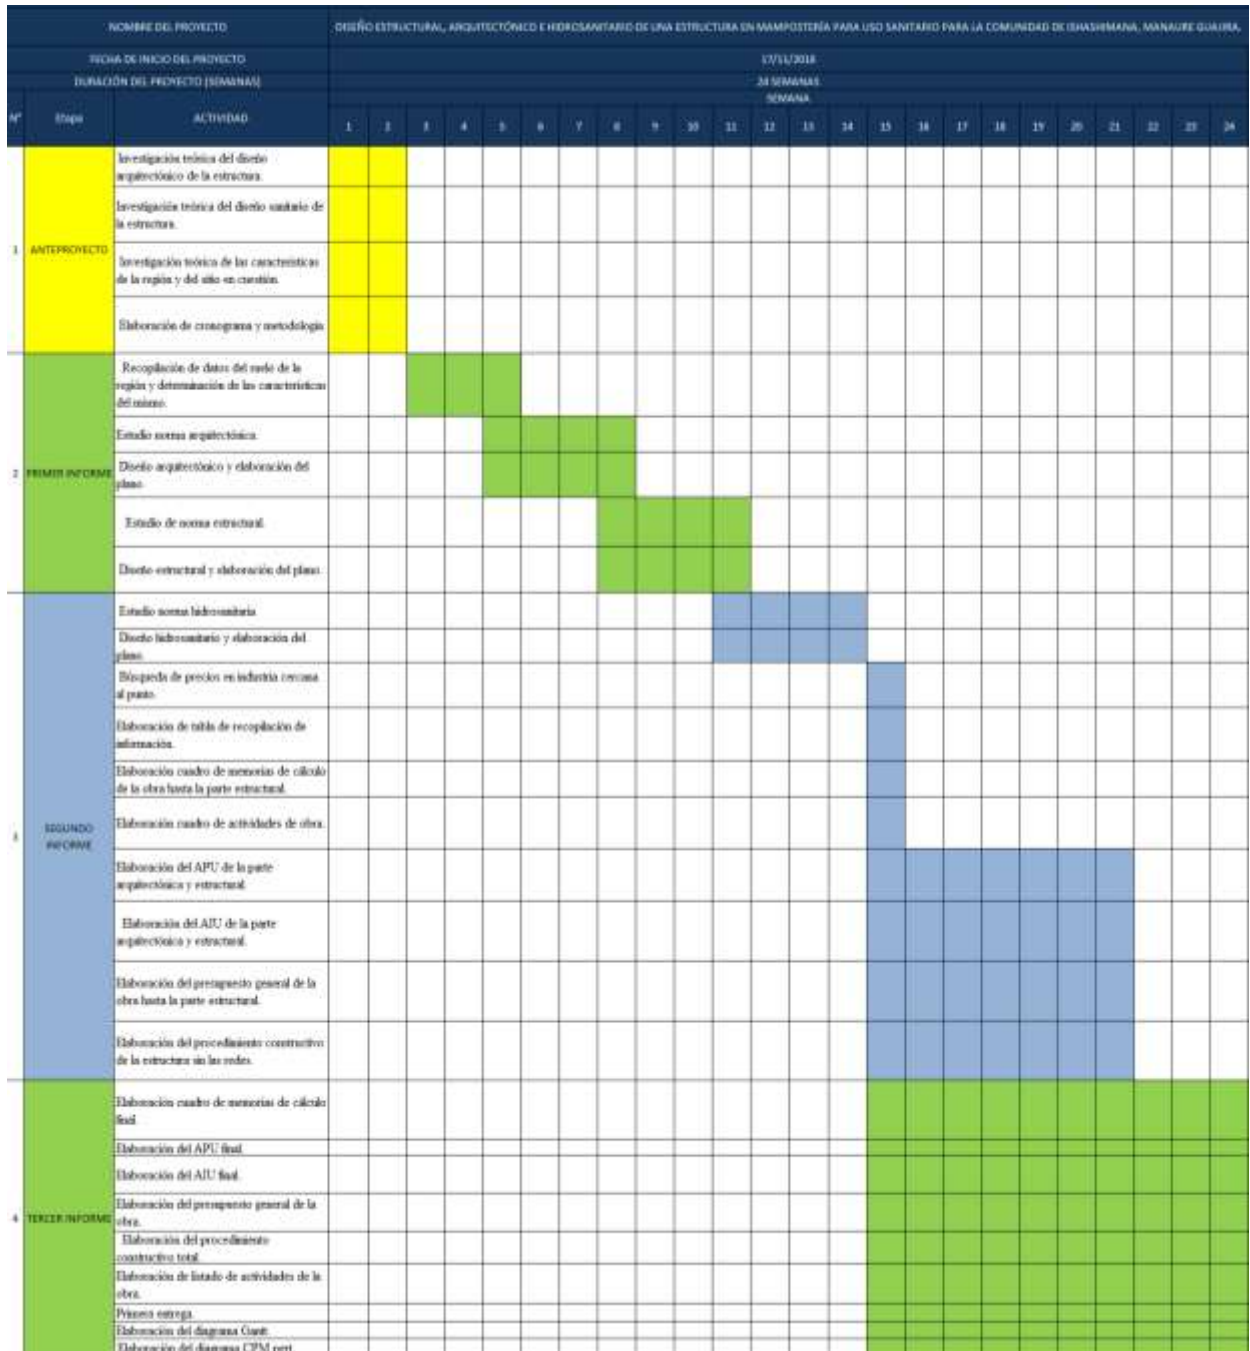 NOMBRE DEL PROYECTO
DISEÑO ESTRUCTURAL, ARQUITECTÓNICO E HIDROSANITARIO DE UNA ESTRUCTURA EN MAMPOSTERÍA PARA USO SANITARIO PARA LA COMUNIDAD DE ISHASHIMANA, MANAURE GUAJIRA.
FECHA DE INICIO DEL PROYECTO
17/11/2018
DURACIÓN DEL PROYECTO (SEMANAS)
24 SEMANAS
SEMANA
N° Etapa ACTIVIDAD 1 2 3 4 5 6 7 8 9 10 11 12 13 14 15 16 17 18 19 20 21 22 23 24
1 ANTEPROYECTO
Investigación teórica del diseño
arquitectónico de la estructura.
Investigación teórica del diseño sanitario de
la estructura.
Investigación teórica de las características
de la región y del sitio en cuestión.
Elaboración de cronograma y metodología
2 PRIMER INFORME
Recopilación de datos del suelo de la
región y determinación de las características
del mismo.
Estudio norma arquitectónica.
Diseño arquitectónico y elaboración del
plano.
Estudio de norma estructural.
Diseño estructural y elaboración del plano.
3 SEGUNDO
INFORME
Estudio norma hidrosanitaria
Diseño hidrosanitario y elaboración del
plano.
Búsqueda de precios en industria cercana
al punto.
Elaboración de tabla de recopilación de
información.
Elaboración cuadro de memorias de cálculo
de la obra hasta la parte estructural.
Elaboración cuadro de actividades de obra.
Elaboración del APU de la parte
arquitectónica y estructural.
Elaboración del AIU de la parte
arquitectónica y estructural.
Elaboración del presupuesto general de la
obra hasta la parte estructural.
Elaboración del procedimiento constructivo
de la estructura sin las redes.
4 TERCER INFORME
Elaboración cuadro de memorias de cálculo
final.
Elaboración del APU final.
Elaboración del AIU final.
Elaboración del presupuesto general de la
obra.
Elaboración del procedimiento
constructivo total.
Elaboración de listado de actividades de la
obra.
Primera entrega.
Elaboración del diagrama Gantt.
Elaboración del diagrama CPM pert